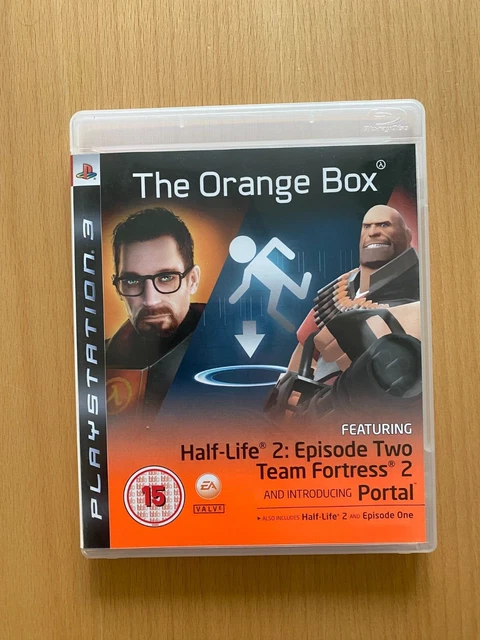 Blu-ray Disc
PLAYSTATION 3
The Orange Box
FEATURING
Half-Life® 2: Episode Two
Team Fortress® 2
AND INTRODUCING Portal™
• ALSO INCLUDES Half-Life® 2 AND Episode One
15
EA
VALVE